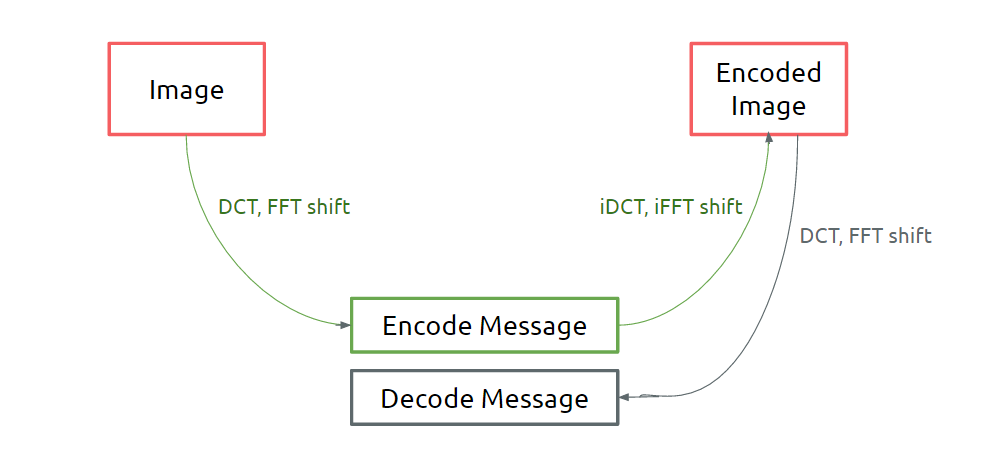 Image
Encoded
Image
DCT, FFT shift
iDCT, iFFT shift
DCT, FFT shift
Encode Message
Decode Message